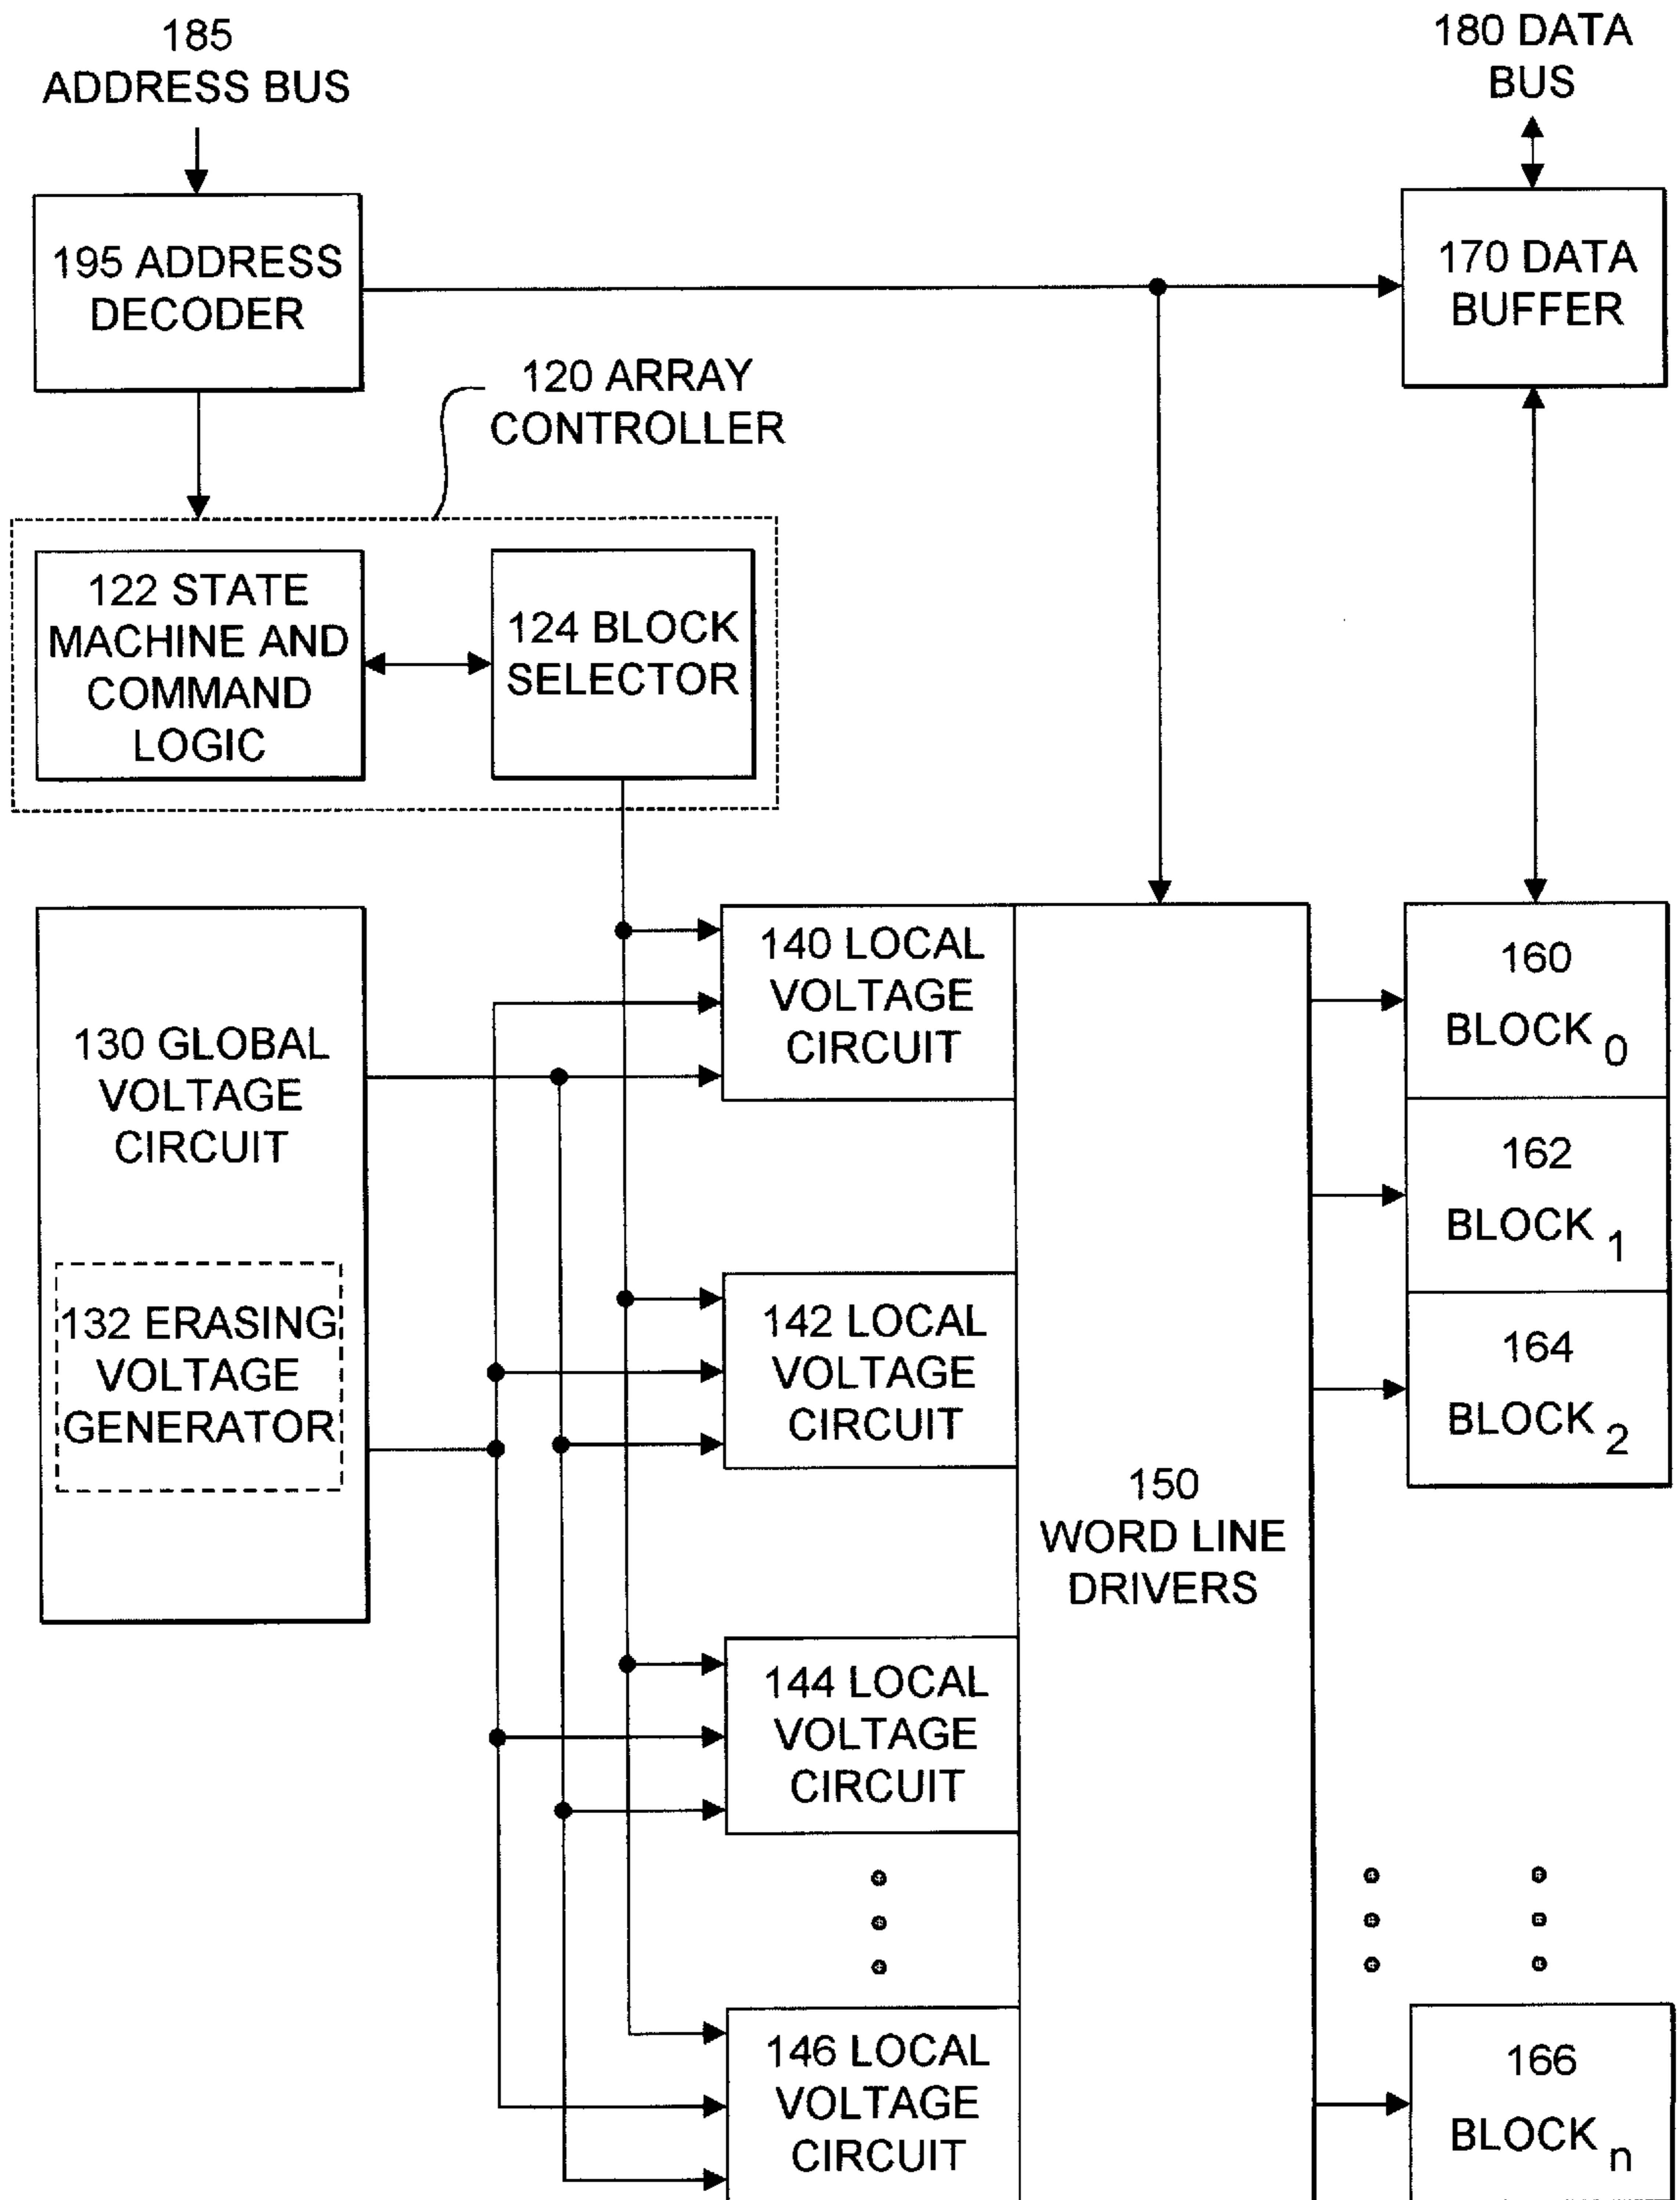 185
ADDRESS BUS
180 DATA
BUS
195 ADDRESS
DECODER
170 DATA
BUFFER
120 ARRAY
CONTROLLER
122 STATE
MACHINE AND
COMMAND
LOGIC
124 BLOCK
SELECTOR
130 GLOBAL
VOLTAGE
CIRCUIT
132 ERASING
VOLTAGE
GENERATOR
140 LOCAL
VOLTAGE
CIRCUIT
142 LOCAL
VOLTAGE
CIRCUIT
144 LOCAL
VOLTAGE
CIRCUIT
146 LOCAL
VOLTAGE
CIRCUIT
150
WORD LINE
DRIVERS
160
BLOCK 0
162
BLOCK 1
164
BLOCK 2
166
BLOCK n